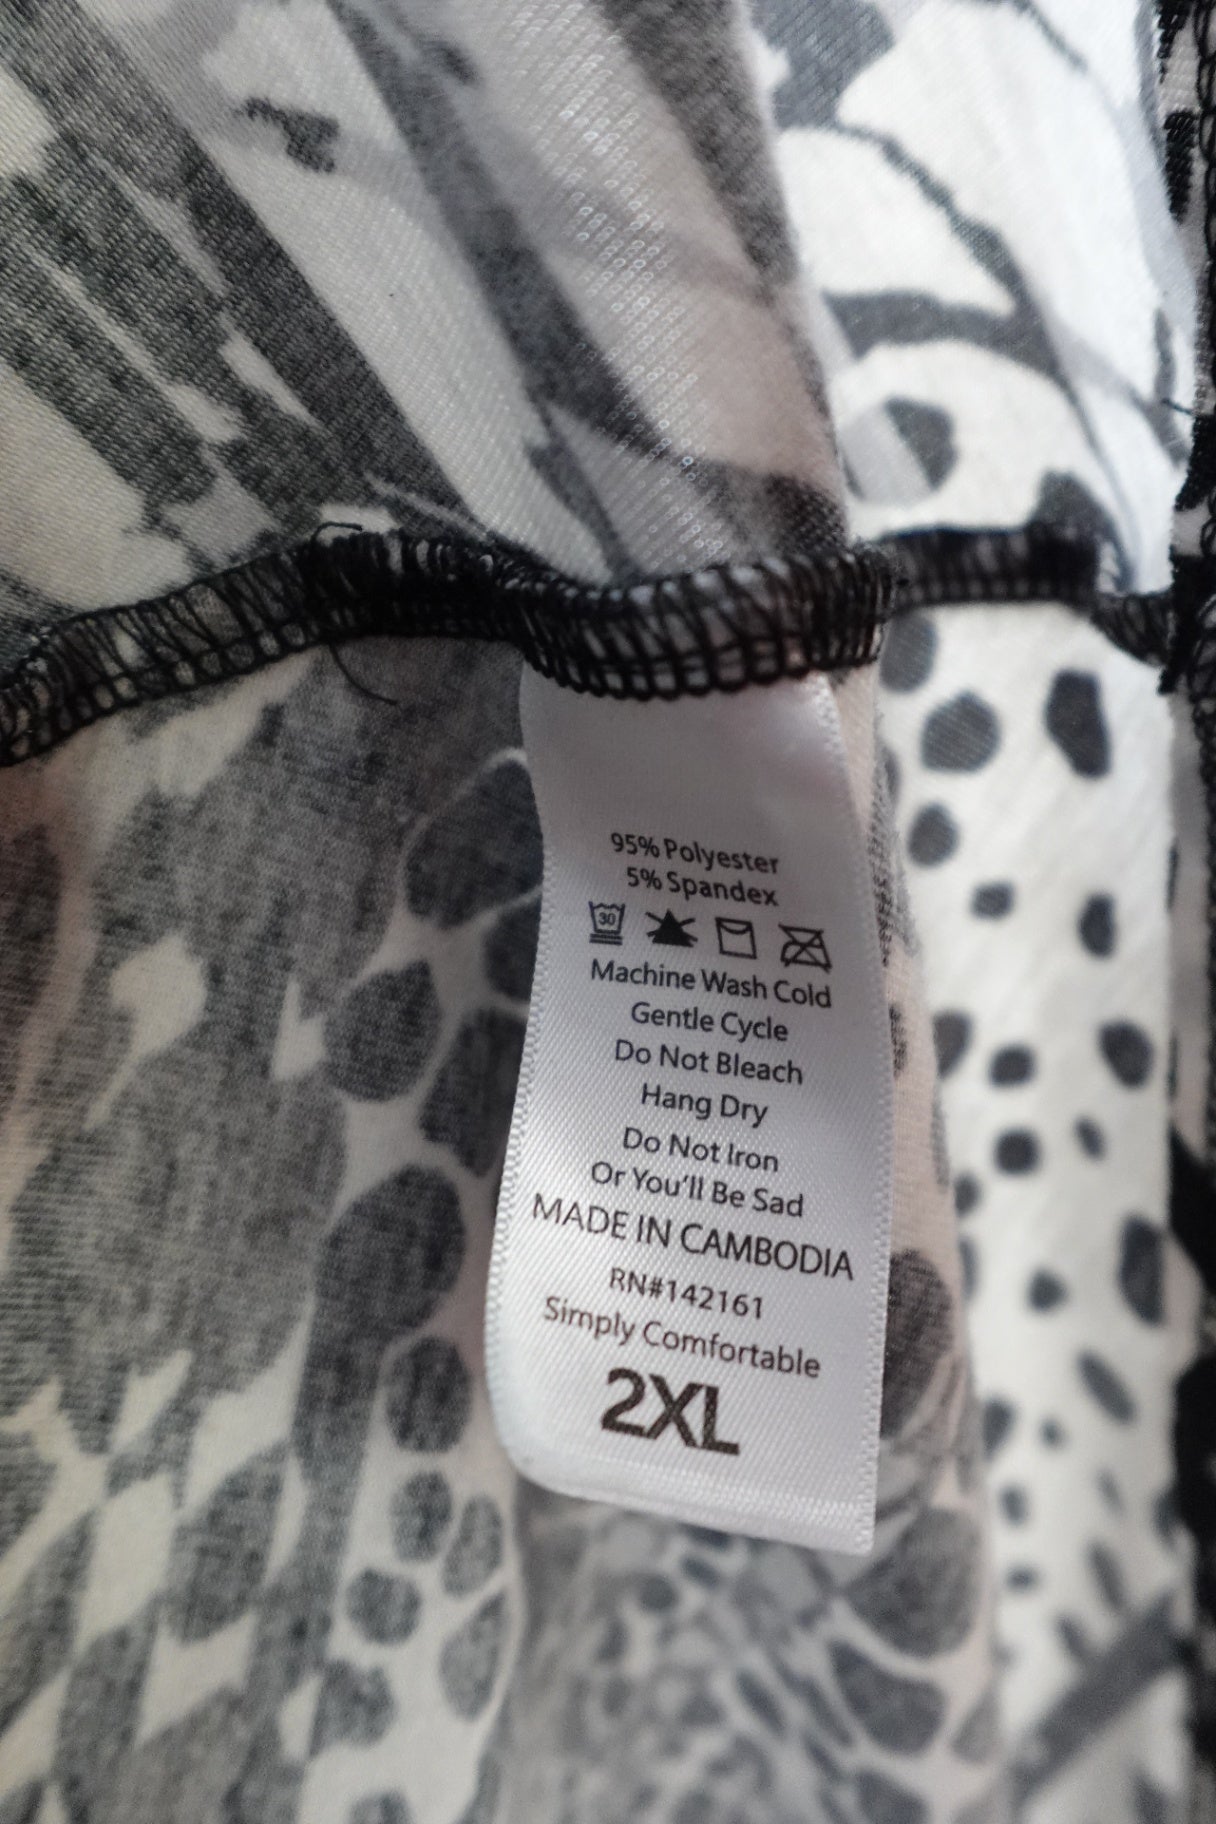 95% Polyester
5% Spandex
30
Machine Wash Cold
Gentle Cycle
Do Not Bleach
Hang Dry
Do Not Iron
Or You'll Be Sad
MADE IN CAMBODIA
RN#142161
Simply Comfortable
2XL